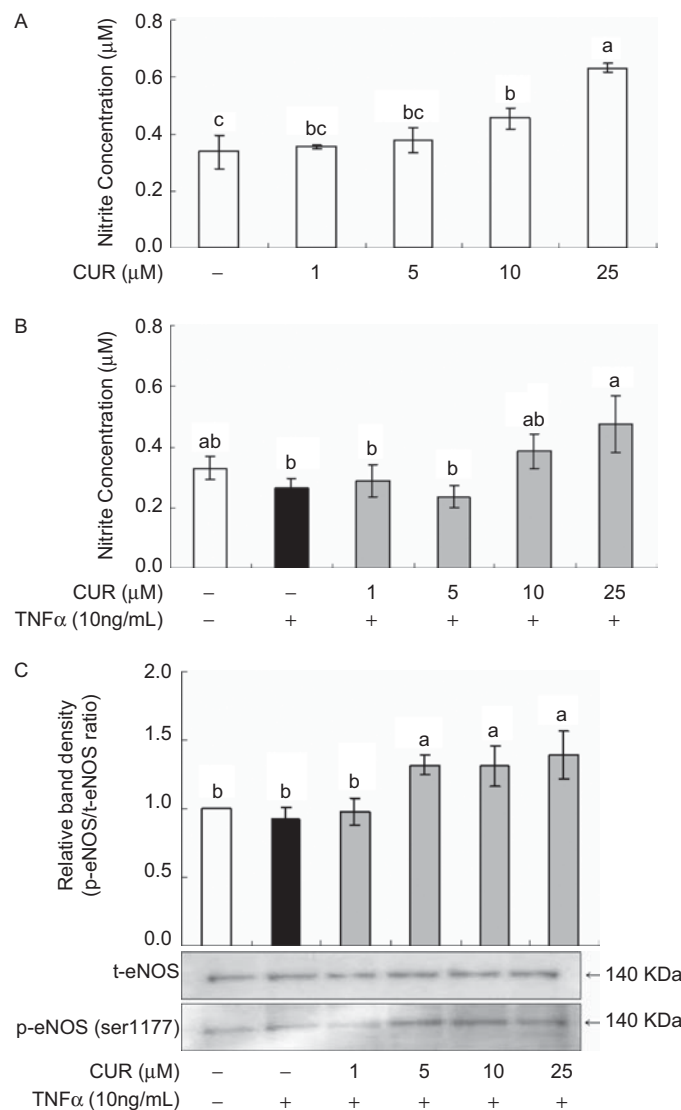 A
Nitrite Concentration (μM)
0.8
0.6
0.4
0.2
0.0
c
bc
bc
b
a
CUR (μM) – 1 5 10 25
B
Nitrite Concentration (μM)
0.8
0.6
0.4
0.2
0.0
ab
b
b
b
ab
a
CUR (μM) – – 1 5 10 25
TNFα (10ng/mL) – + + + + +
C
Relative band density
(p-eNOS/t-eNOS ratio)
2.0
1.5
1.0
0.5
0.0
b
b
b
a
a
a
t-eNOS ← 140 KDa
p-eNOS (ser1177) ← 140 KDa
CUR (μM) – – 1 5 10 25
TNFα (10ng/mL) – + + + + +